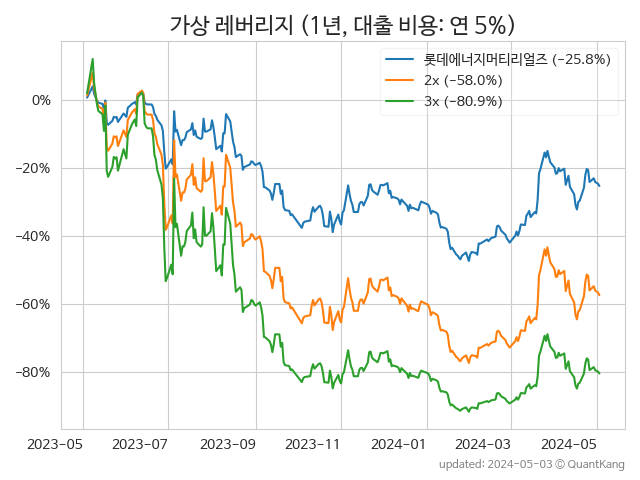 가상 레버리지 (1년, 대출 비용: 연 5%)
롯데에너지머티리얼즈 (−25.8%)
2x (−58.0%)
3x (−80.9%)
0%
−20%
−40%
−60%
−80%
2023-05 2023-07 2023-09 2023-11 2024-01 2024-03 2024-05
updated: 2024-05-03 © QuantKang